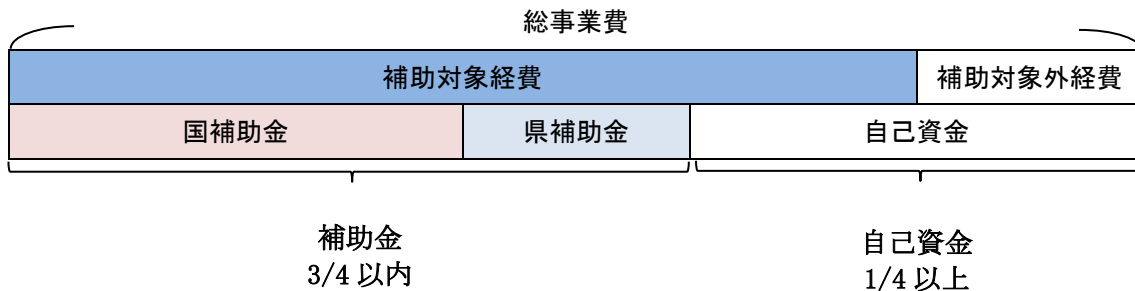 総事業費
補助対象経費
補助対象外経費
国補助金
県補助金
自己資金
補助金
3/4 以内
自己資金
1/4 以上